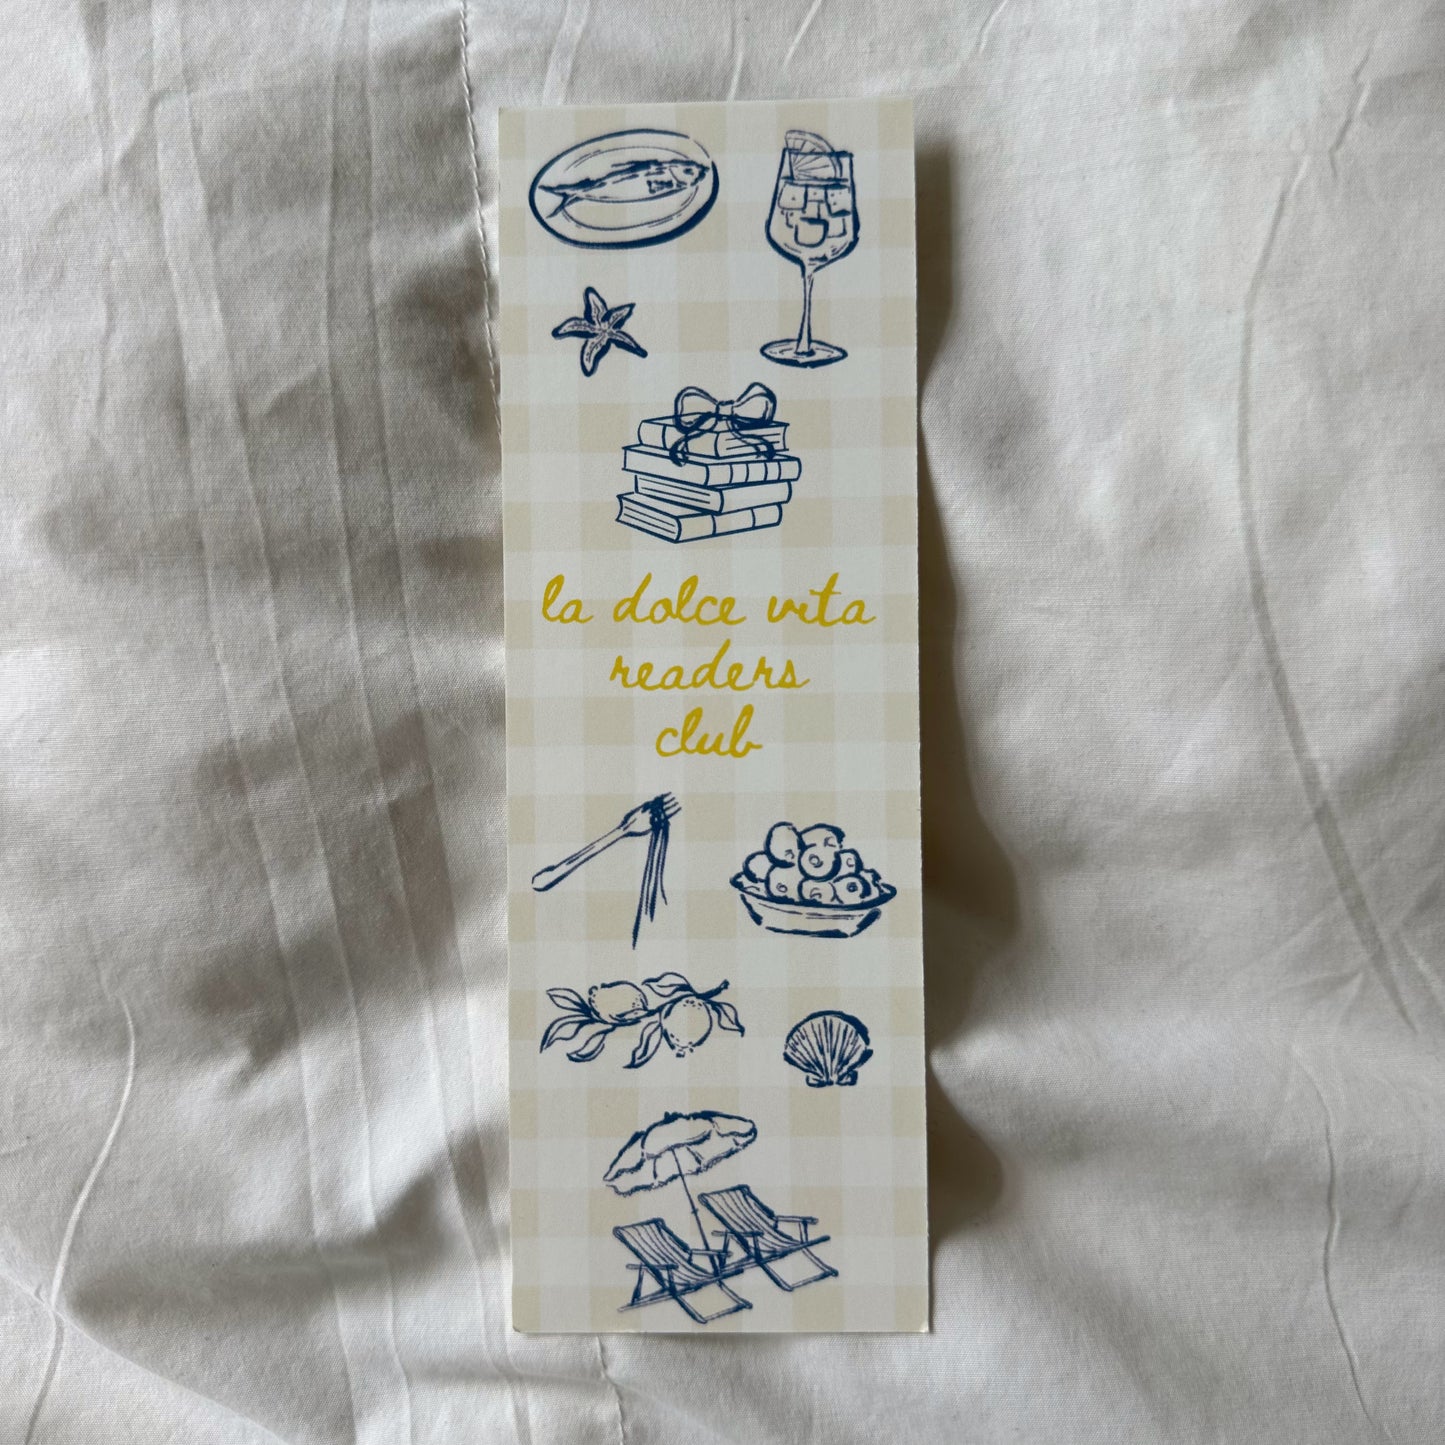 la dolce vita
readers
club